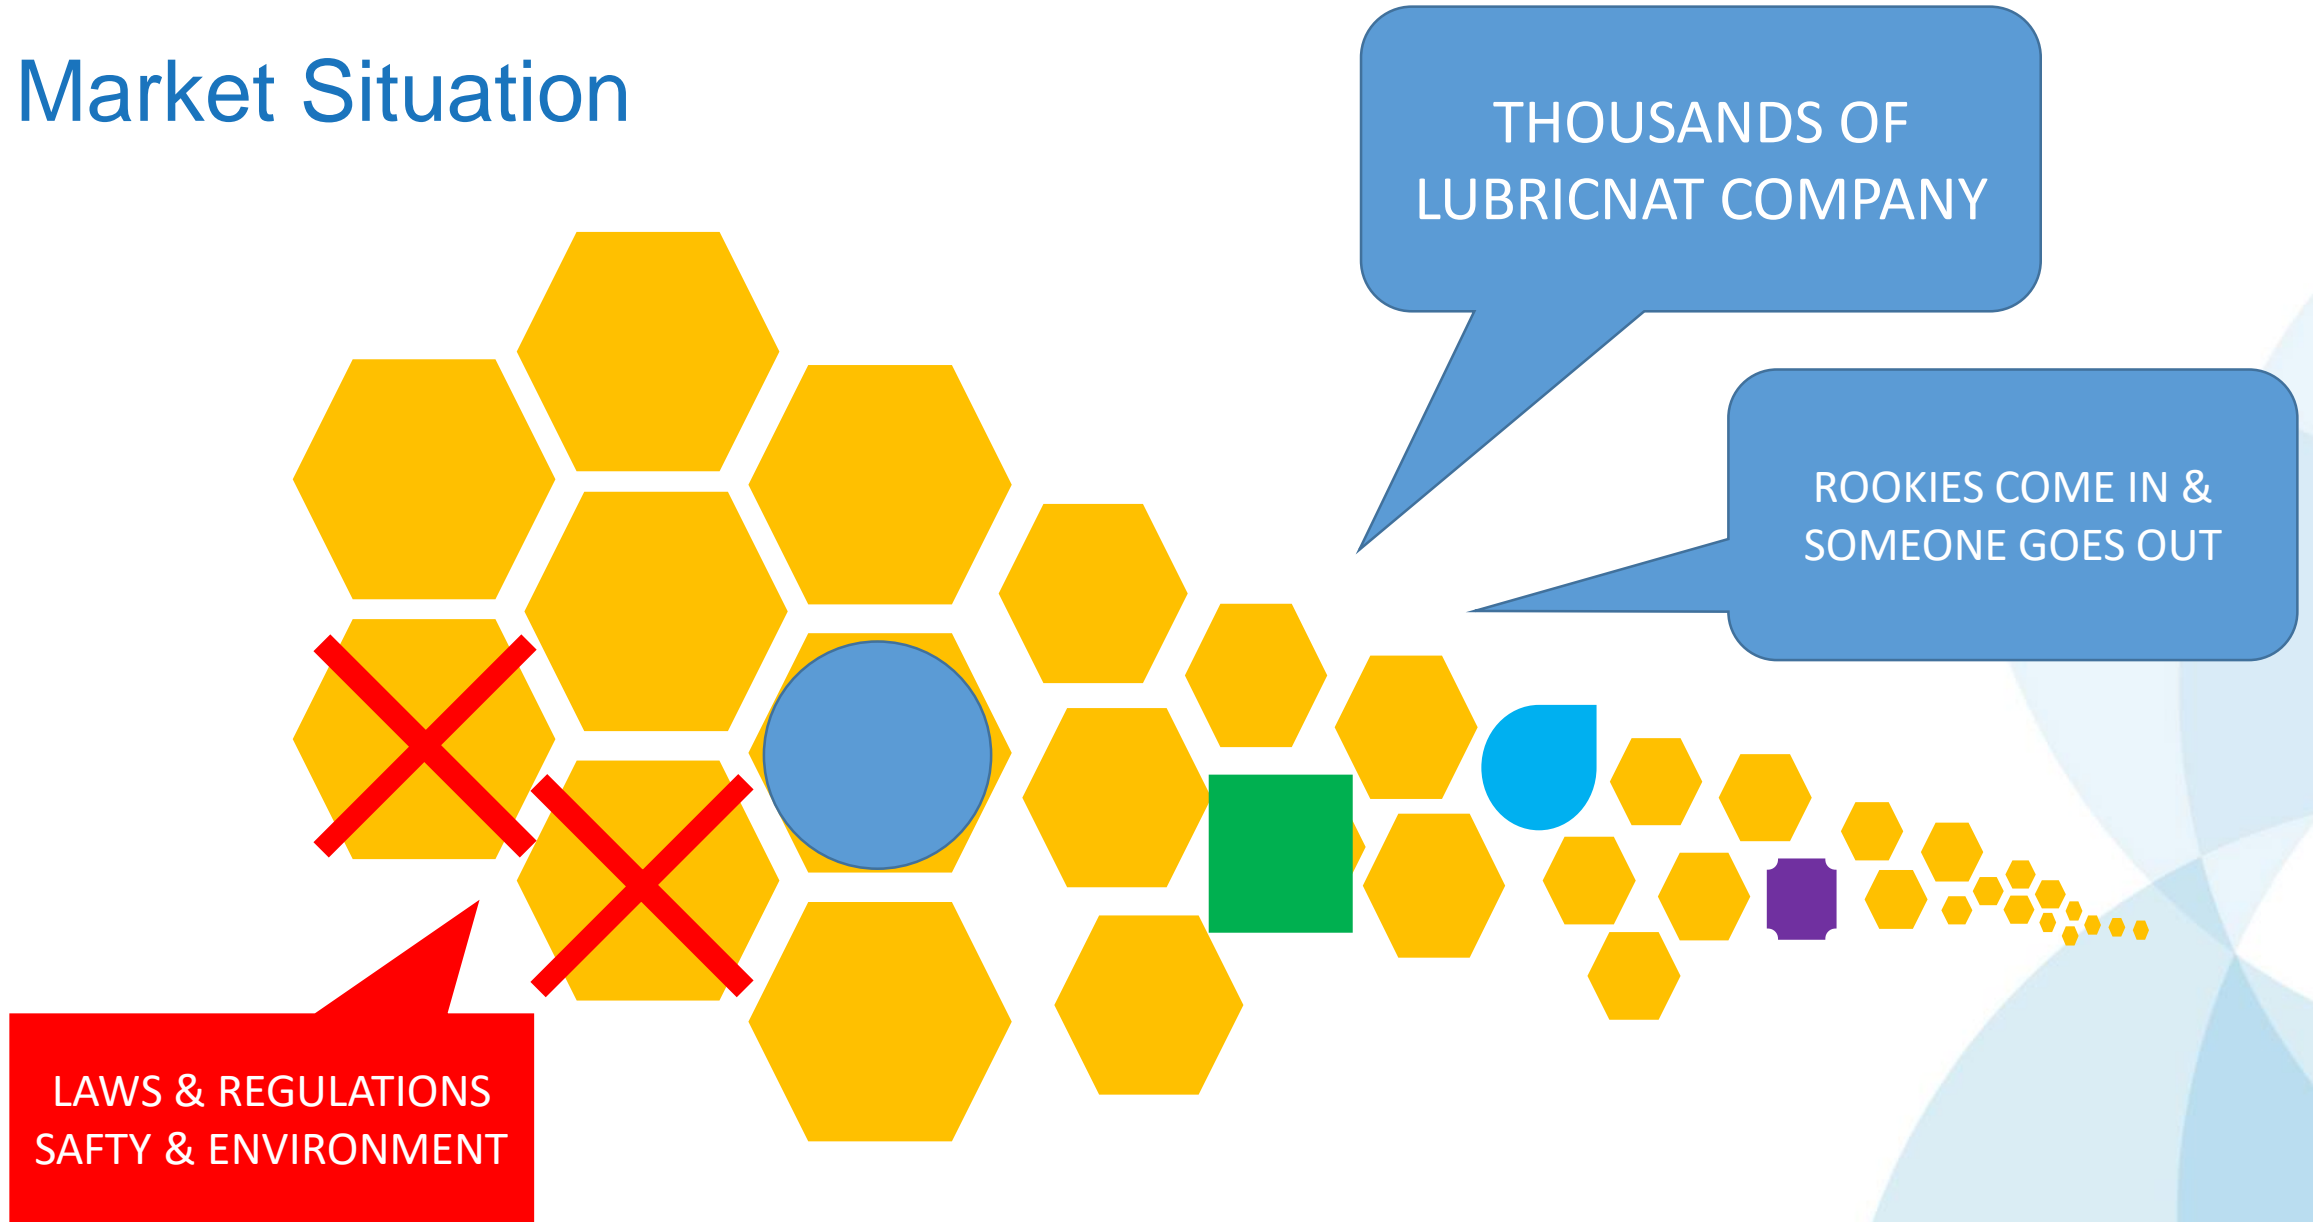 Market Situation
THOUSANDS OF
LUBRICNAT COMPANY
ROOKIES COME IN &
SOMEONE GOES OUT
LAWS & REGULATIONS
SAFTY & ENVIRONMENT